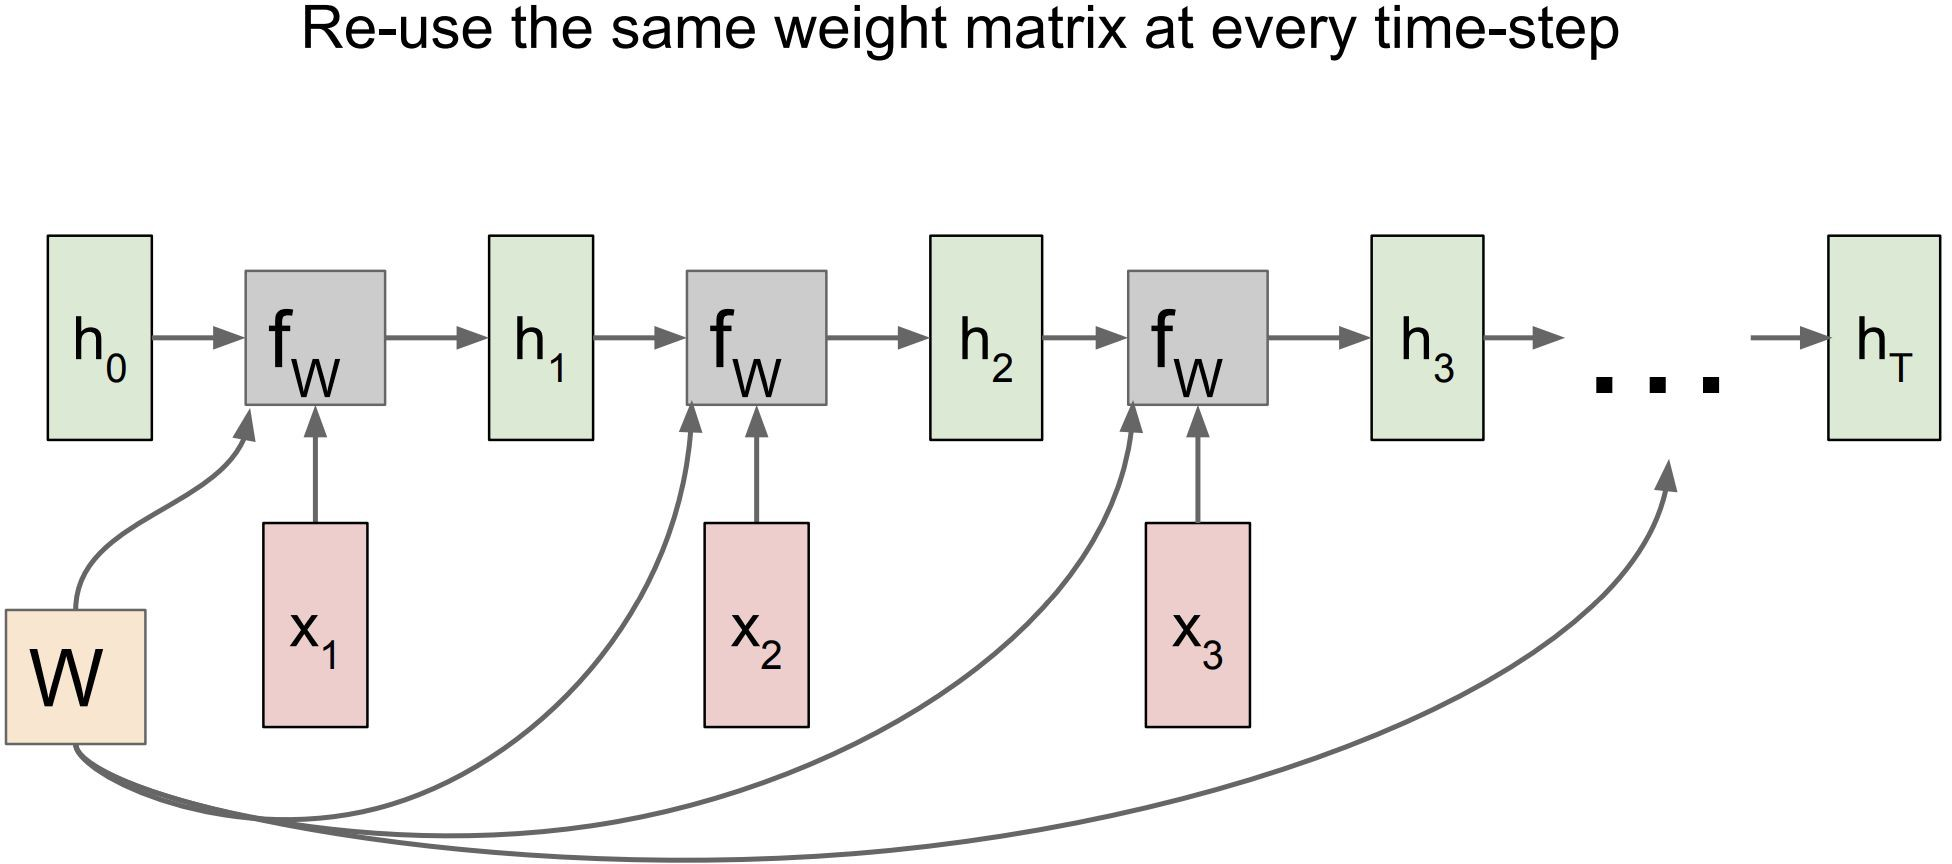 Re-use the same weight matrix at every time-step
h0 fW h1 fW h2 fW h3 ... hT
x1 x2 x3
W